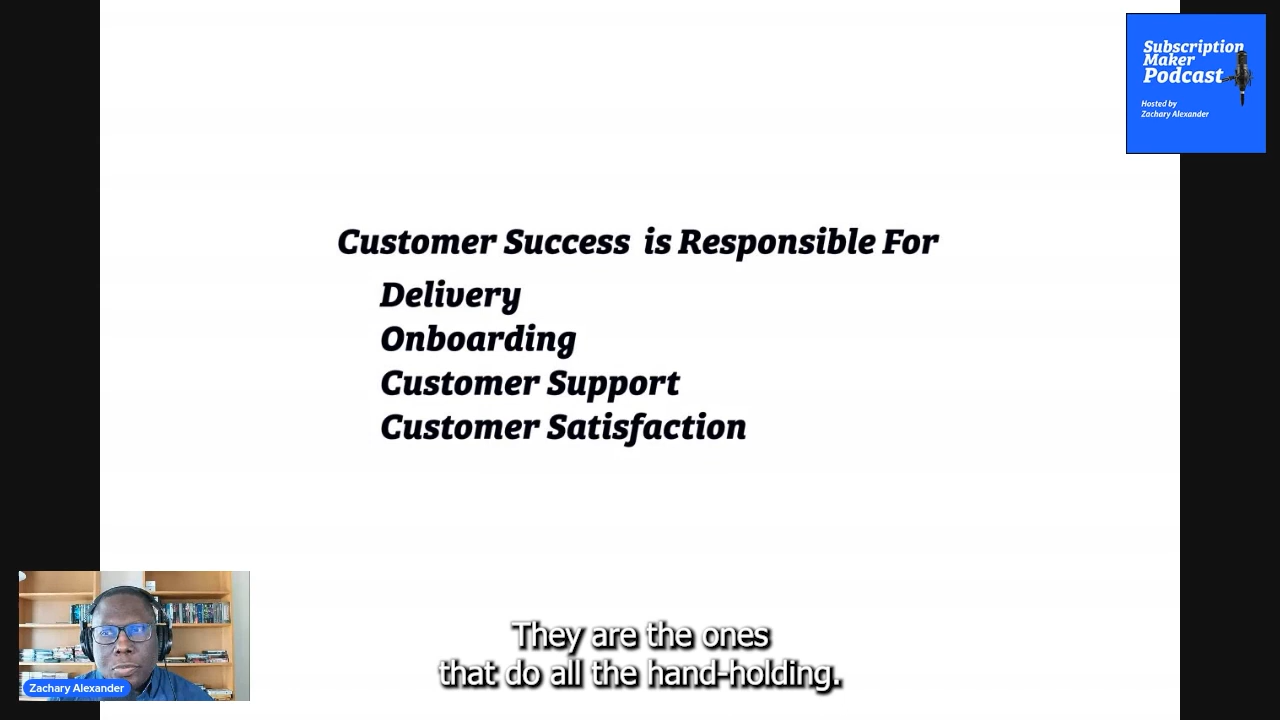 Subscription
Maker
Podcast
Hosted by
Zachary Alexander
Customer Success is Responsible For
Delivery
Onboarding
Customer Support
Customer Satisfaction
They are the ones
that do all the hand-holding.
Zachary Alexander